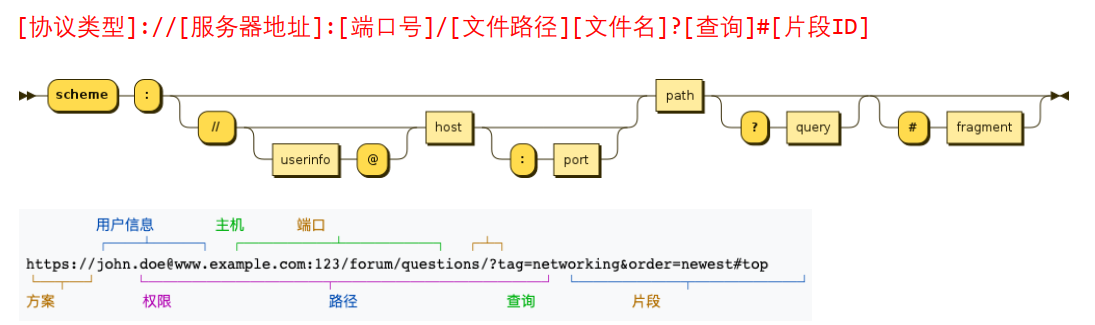 [协议类型]://[服务器地址]:[端口号]/[文件路径][文件名]?[查询]#[片段ID]
scheme : path
// host ? query # fragment
userinfo @ : port
用户信息 主机 端口
https://john.doe@www.example.com:123/forum/questions/?tag=networking&order=newest#top
方案 权限 路径 查询 片段